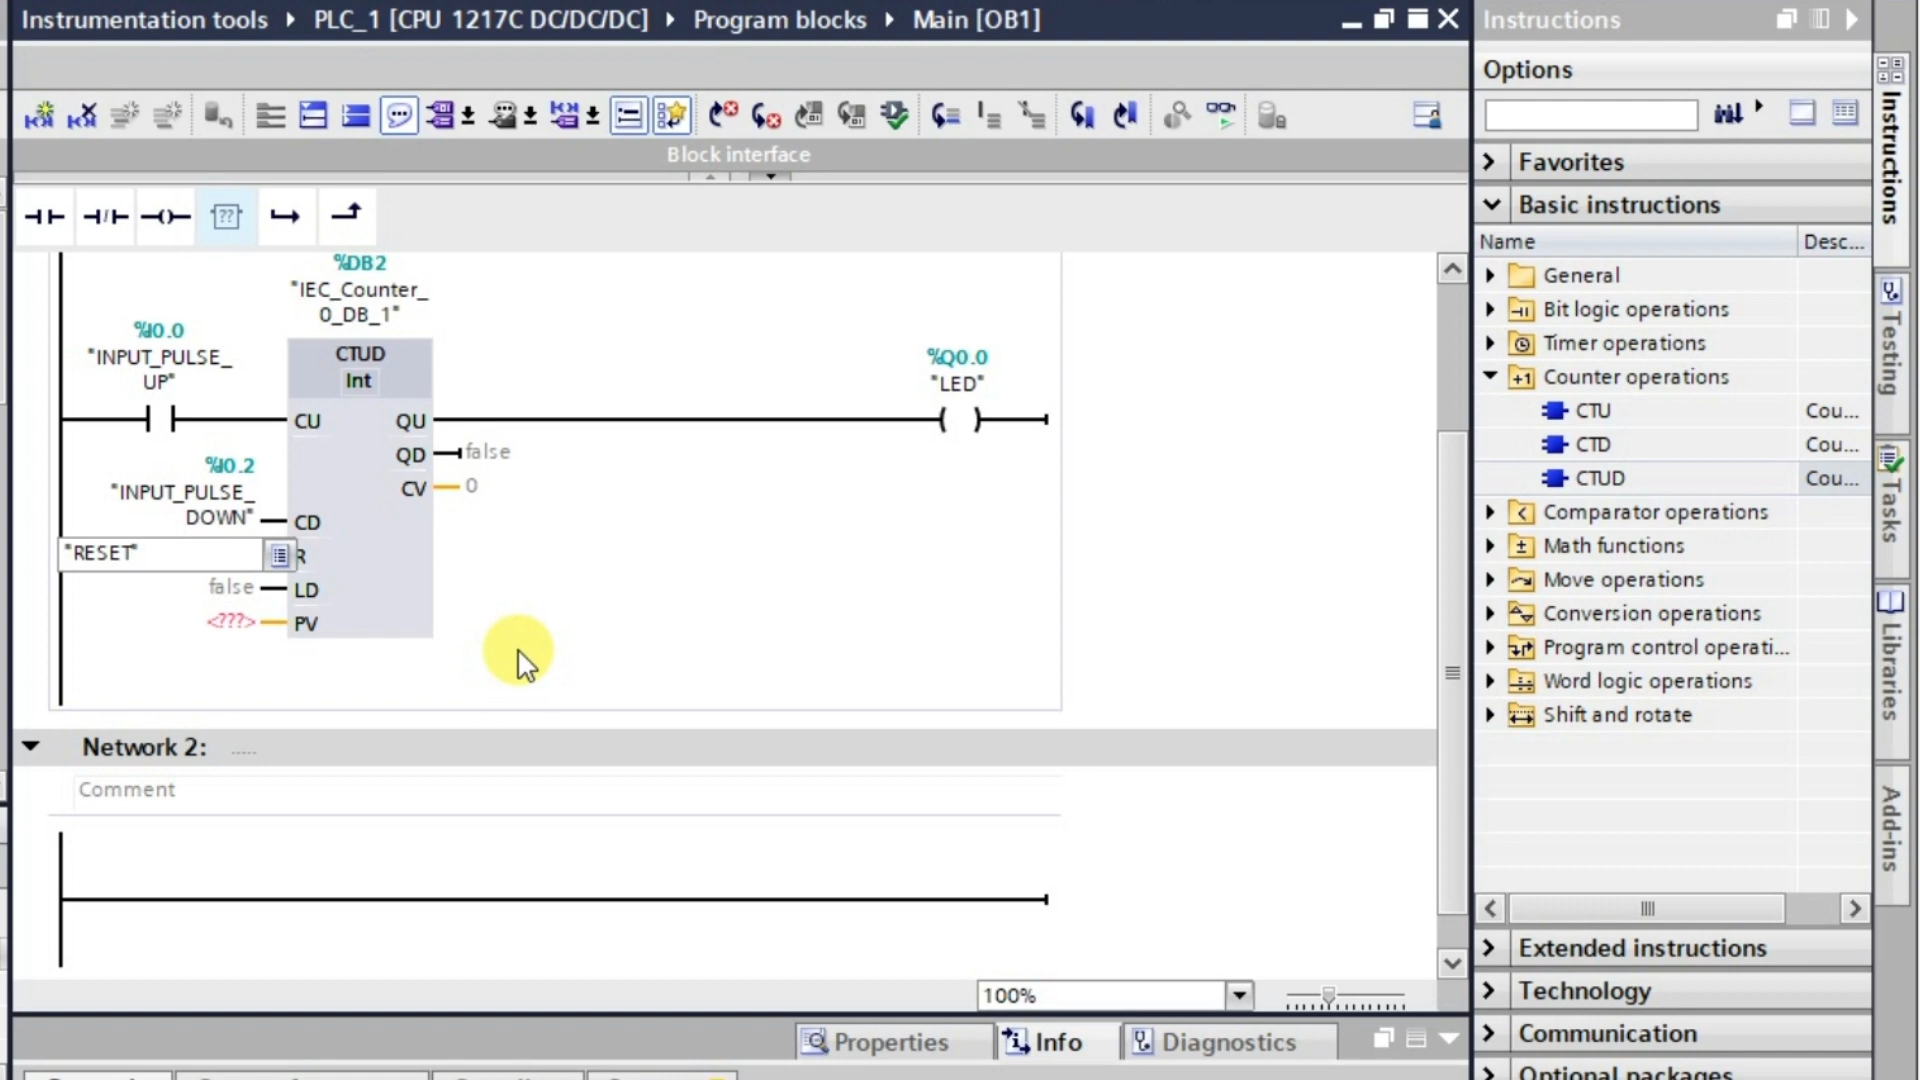 Instrumentation tools ▸ PLC_1 [CPU 1217C DC/DC/DC] ▸ Program blocks ▸ Main [OB1]
Block interface
%DB2
"IEC_Counter_
0_DB_1"
%I0.0
"INPUT_PULSE_
UP"
CTUD
Int
%Q0.0
"LED"
CU QU
%I0.2
"INPUT_PULSE_
DOWN"
QD false
CV 0
CD
"RESET" R
false LD
<???> PV
Network 2: .....
Comment
100%
Properties Info Diagnostics
Instructions
Options
Favorites
Basic instructions
Name Desc...
General
Bit logic operations
Timer operations
Counter operations
CTU Cou...
CTD Cou...
CTUD Cou...
Comparator operations
Math functions
Move operations
Conversion operations
Program control operati...
Word logic operations
Shift and rotate
Extended instructions
Technology
Communication
Optional packages
Instructions
Testing
Tasks
Libraries
Add-ins